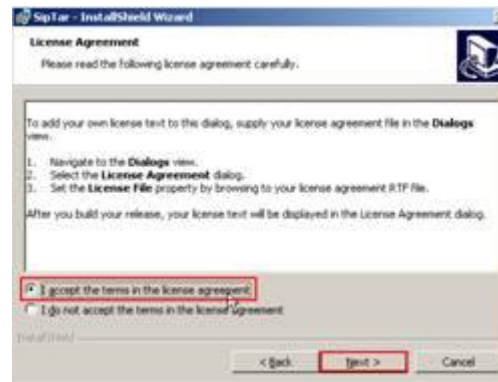 SipTar - InstallShield Wizard
License Agreement
Please read the following license agreement carefully.
To add your own license text to this dialog, supply your license agreement file in the Dialogs
view.
1. Navigate to the Dialogs view.
2. Select the License Agreement dialog.
3. Set the License File property by browsing to your license agreement RTF file.
After you build your release, your license text will be displayed in the License Agreement dialog.
I accept the terms in the license agreement
I do not accept the terms in the license agreement
InstallShield
< Back
Next >
Cancel